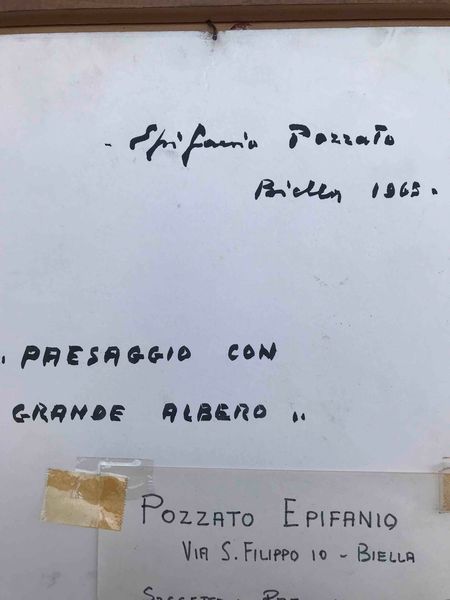 . Epifanio Pozzato
Biella 1965.
"PAESAGGIO CON
GRANDE ALBERO"
POZZATO EPIFANIO
VIA S. FILIPPO 10 - BIELLA